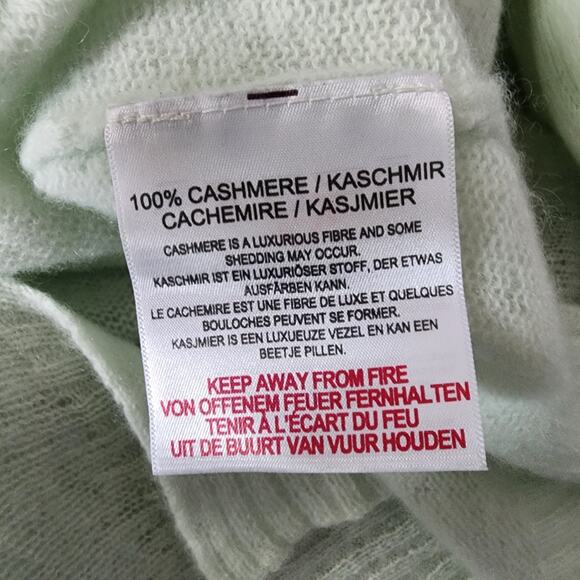 100% CASHMERE / KASCHMIR
CACHEMIRE / KASJMIER
CASHMERE IS A LUXURIOUS FIBRE AND SOME
SHEDDING MAY OCCUR.
KASCHMIR IST EIN LUXURIÖSER STOFF, DER ETWAS
AUSFÄRBEN KANN.
LE CACHEMIRE EST UNE FIBRE DE LUXE ET QUELQUES
BOULOCHES PEUVENT SE FORMER.
KASJMIER IS EEN LUXUEUZE VEZEL EN KAN EEN
BEETJE PILLEN.
KEEP AWAY FROM FIRE
VON OFFENEM FEUER FERNHALTEN
TENIR À L'ÉCART DU FEU
UIT DE BUURT VAN VUUR HOUDEN